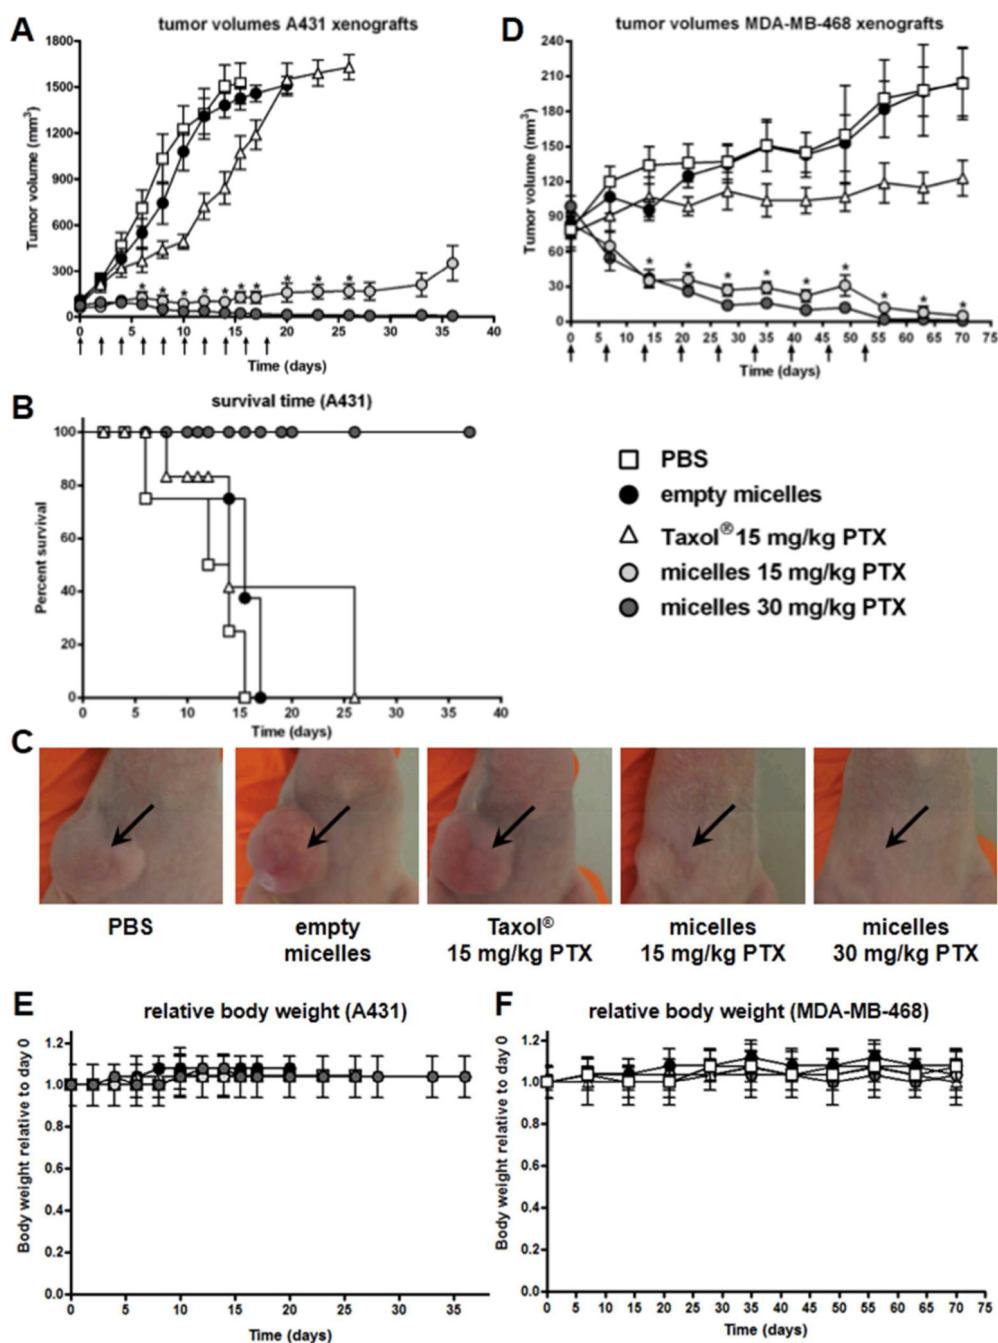 A
tumor volumes A431 xenografts
Tumor volume (mm³)
1800
1500
1200
900
600
300
0
* * * * * * * * * *
0 5 10 15 20 25 30 35 40
Time (days)
D
tumor volumes MDA-MB-468 xenografts
Tumor volume (mm³)
240
210
180
150
120
90
60
30
0
* * * * * * * * *
0 5 10 15 20 25 30 35 40 45 50 55 60 65 70 75
Time (days)
B
survival time (A431)
Percent survival
100
80
60
40
20
0
0 5 10 15 20 25 30 35 40
Time (days)
PBS
empty micelles
Taxol® 15 mg/kg PTX
micelles 15 mg/kg PTX
micelles 30 mg/kg PTX
C
PBS
empty
micelles
Taxol®
15 mg/kg PTX
micelles
15 mg/kg PTX
micelles
30 mg/kg PTX
E
relative body weight (A431)
Body weight relative to day 0
1.2
1.0
0.8
0.6
0.4
0.2
0.0
0 5 10 15 20 25 30 35
Time (days)
F
relative body weight (MDA-MB-468)
Body weight relative to day 0
1.2
1.0
0.8
0.6
0.4
0.2
0.0
0 5 10 15 20 25 30 35 40 45 50 55 60 65 70 75
Time (days)